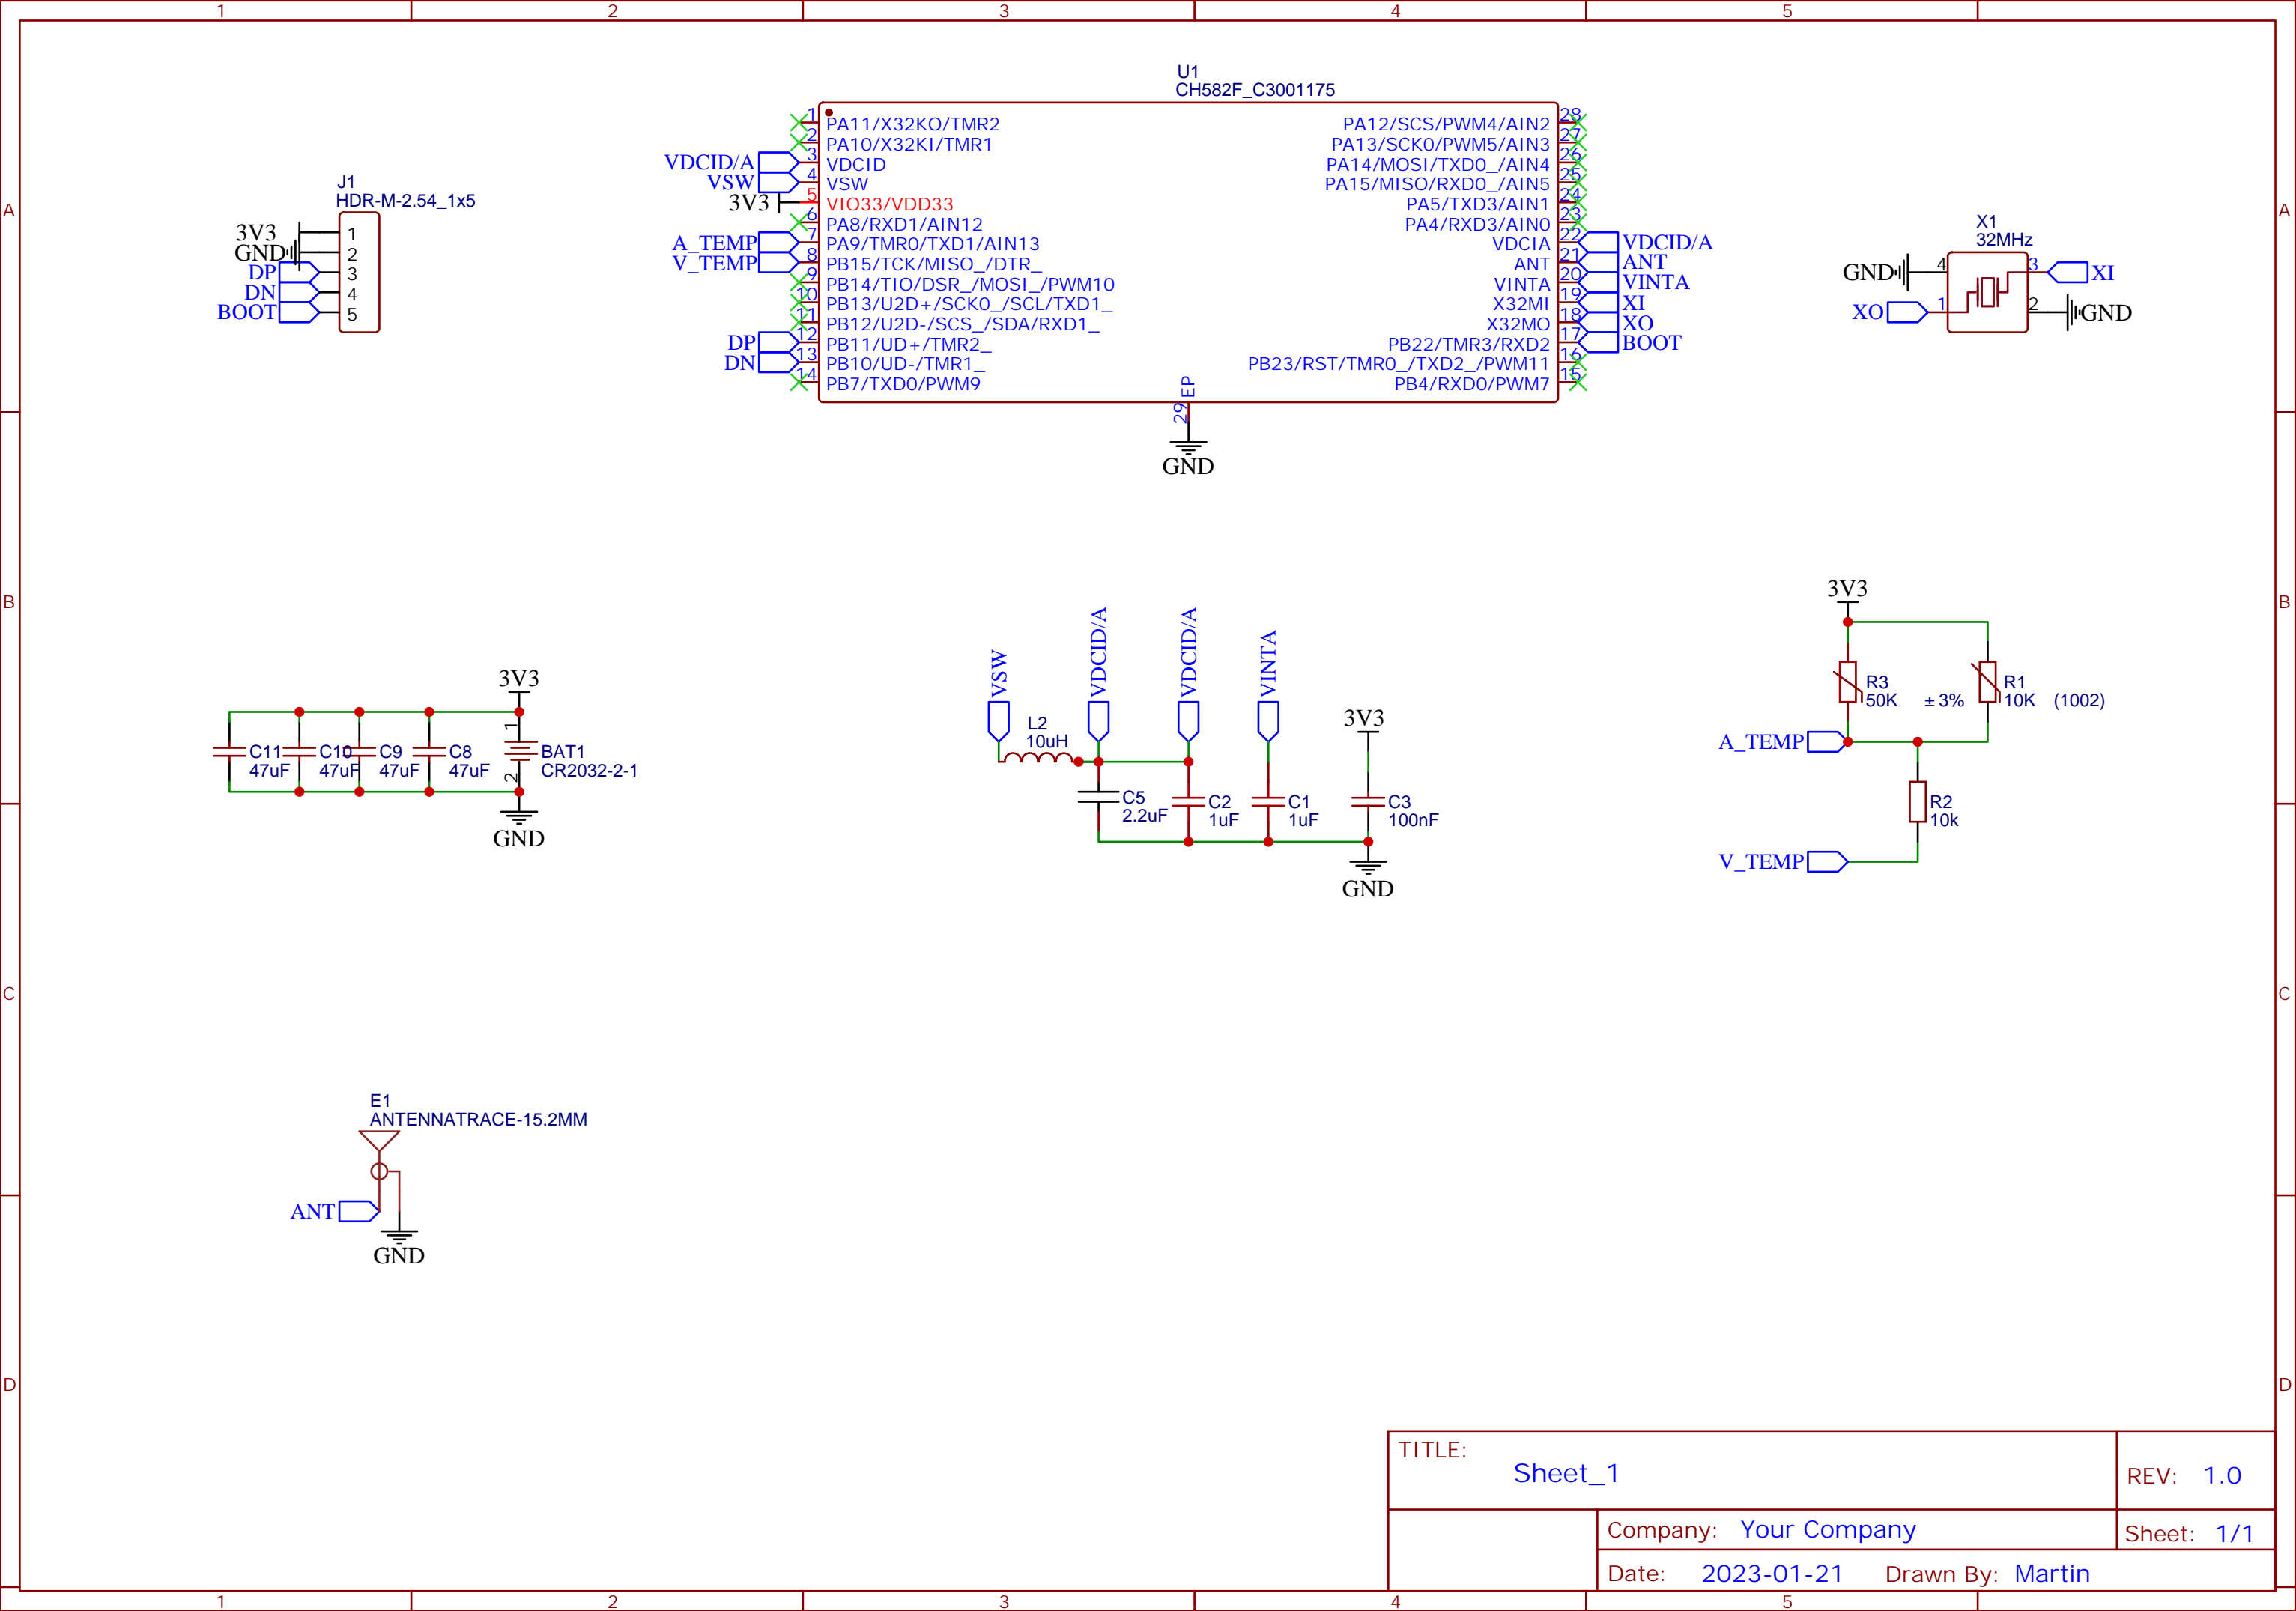 1 2 3 4 5
U1
CH582F_C3001175
1 PA11/X32KO/TMR2
2 PA10/X32KI/TMR1
VDCID/A 3 VDCID
VSW 4 VSW
3V3 5 VIO33/VDD33
6 PA8/RXD1/AIN12
A_TEMP 7 PA9/TMR0/TXD1/AIN13
V_TEMP 8 PB15/TCK/MISO_/DTR_
9 PB14/TIO/DSR_/MOSI_/PWM10
10 PB13/U2D+/SCK0_/SCL/TXD1_
11 PB12/U2D-/SCS_/SDA/RXD1_
DP 12 PB11/UD+/TMR2_
DN 13 PB10/UD-/TMR1_
14 PB7/TXD0/PWM9
PA12/SCS/PWM4/AIN2 28
PA13/SCK0/PWM5/AIN3 27
PA14/MOSI/TXD0_/AIN4 26
PA15/MISO/RXD0_/AIN5 25
PA5/TXD3/AIN1 24
PA4/RXD3/AIN0 23
VDCIA 22 VDCID/A
ANT 21 ANT
VINTA 20 VINTA
X32MI 19 XI
X32MO 18 XO
PB22/TMR3/RXD2 17 BOOT
PB23/RST/TMR0_/TXD2_/PWM11 16
PB4/RXD0/PWM7 15
29 EP
GND
J1
HDR-M-2.54_1x5
3V3 1
GND 2
DP 3
DN 4
BOOT 5
X1
32MHz
GND 4 3 XI
XO 1 2 GND
A A
B B
3V3
C11
47uF
C10
47uF
C9
47uF
C8
47uF
1
2
BAT1
CR2032-2-1
GND
VSW
VDCID/A
VDCID/A
VINTA
3V3
L2
10uH
C5
2.2uF
C2
1uF
C1
1uF
C3
100nF
GND
3V3
R3
50K
±3%
R1
10K (1002)
A_TEMP
R2
10k
V_TEMP
C C
E1
ANTENNATRACE-15.2MM
ANT
GND
D D
TITLE:
Sheet_1
REV: 1.0
Company: Your Company
Sheet: 1/1
Date: 2023-01-21 Drawn By: Martin
1 2 3 4 5